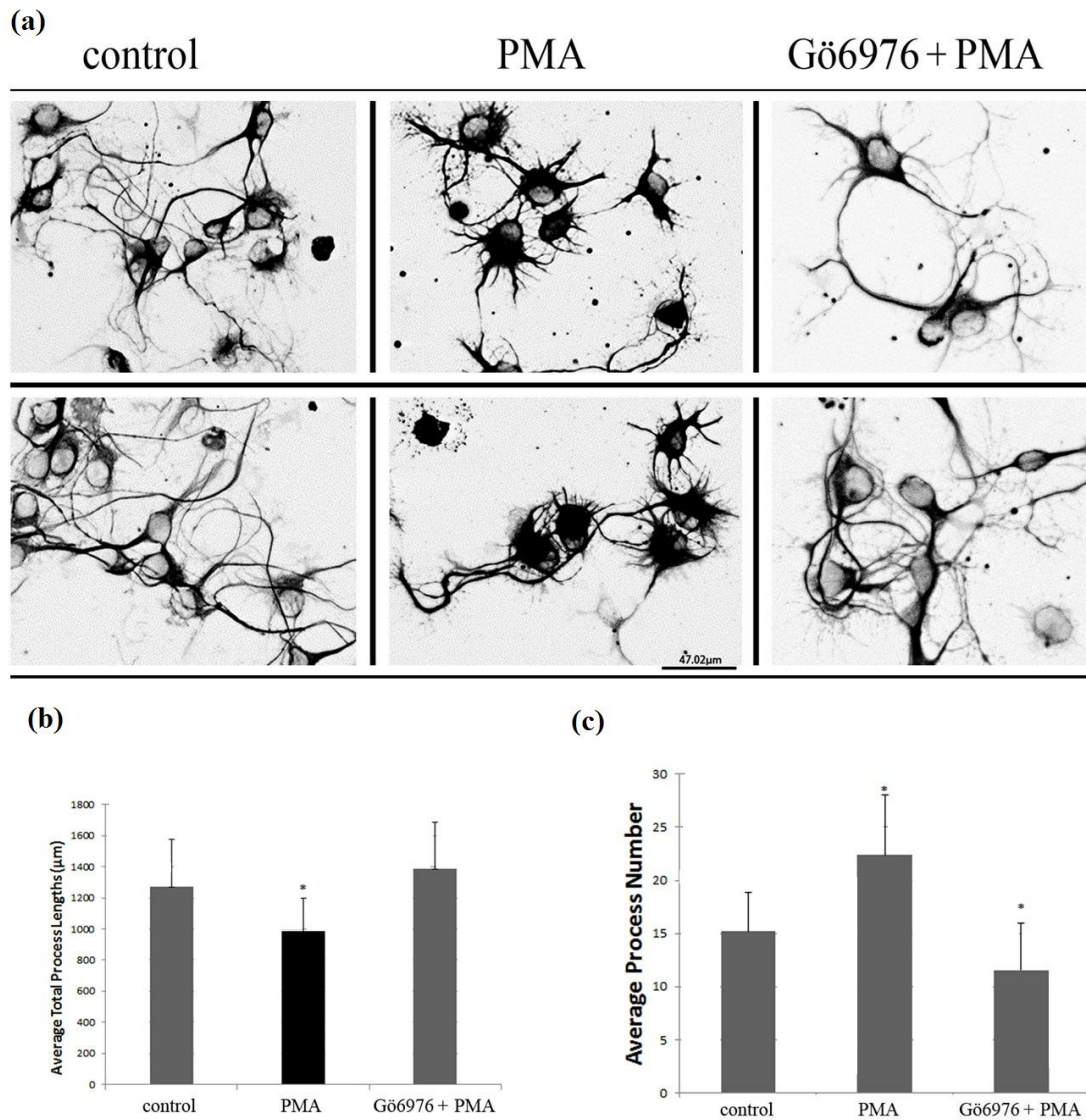 (a)
control PMA Gö6976 + PMA
47.02µm
(b)
Average Total Process Lengths (µm)
1800
1600
1400
1200
1000
800
600
400
200
0
*
control PMA Gö6976 + PMA
(c)
Average Process Number
30
25
20
15
10
5
0
*
*
control PMA Gö6976 + PMA